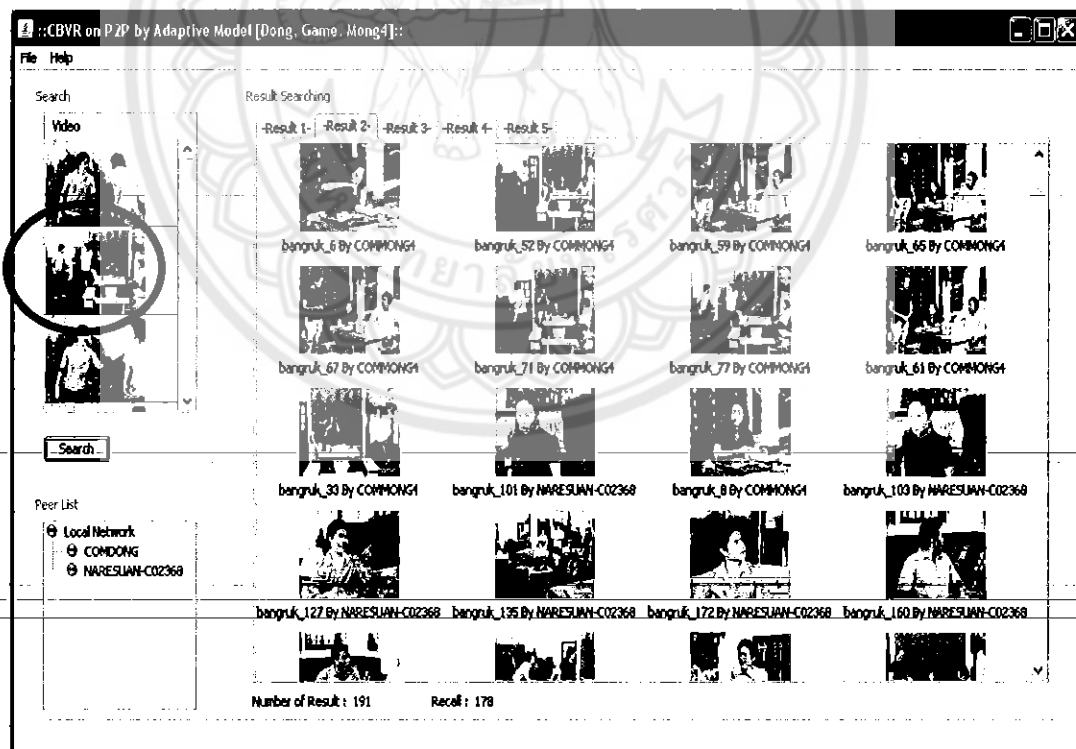 ::CBVR on P2P by Adaptive Model [Dong, Game, Mong4]::
File Help
Search
Video
Search
Peer List
Local Network
COMDONG
NARESUAN-C02368
Result Searching
-Result 1- -Result 2- -Result 3- -Result 4- -Result 5-
bangruk_6 By COMMONG4 bangruk_52 By COMMONG4 bangruk_59 By COMMONG4 bangruk_65 By COMMONG4
bangruk_67 By COMMONG4 bangruk_71 By COMMONG4 bangruk_77 By COMMONG4 bangruk_61 By COMMONG4
bangruk_33 By COMMONG4 bangruk_101 By NARESUAN-C02368 bangruk_8 By COMMONG4 bangruk_103 By NARESUAN-C02368
bangruk_127 By NARESUAN-C02368 bangruk_135 By NARESUAN-C02368 bangruk_172 By NARESUAN-C02368 bangruk_160 By NARESUAN-C02368
Number of Result : 191 Recall : 178